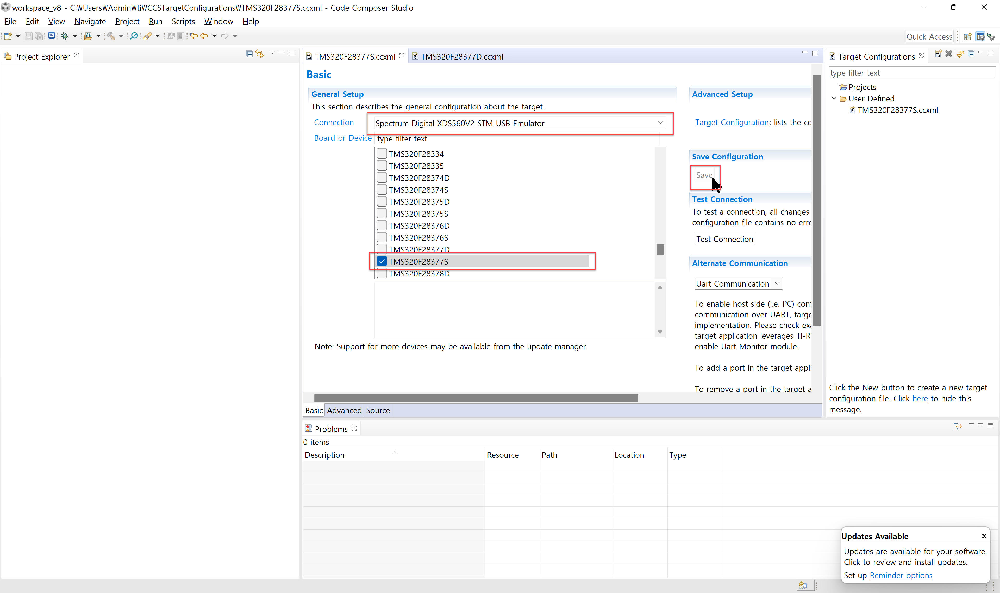 workspace_v8 - C:₩Users₩Admin₩ti₩CCSTargetConfigurations₩TMS320F28377S.ccxml - Code Composer Studio
File Edit View Navigate Project Run Scripts Window Help
Quick Access
Project Explorer
TMS320F28377S.ccxml
TMS320F28377D.ccxml
Basic
General Setup
This section describes the general configuration about the target.
Connection
Spectrum Digital XDS560V2 STM USB Emulator
Board or Device
type filter text
TMS320F28334
TMS320F28335
TMS320F28374D
TMS320F28374S
TMS320F28375D
TMS320F28375S
TMS320F28376D
TMS320F28376S
TMS320F28377D
TMS320F28377S
TMS320F28378D
Note: Support for more devices may be available from the update manager.
Advanced Setup
Target Configuration: lists the co
Save Configuration
Save
Test Connection
To test a connection, all changes
configuration file contains no erro
Test Connection
Alternate Communication
Uart Communication
To enable host side (i.e. PC) conf
communication over UART, targe
implementation. Please check exa
target application leverages TI-R
enable Uart Monitor module.
To add a port in the target appli
To remove a port in the target a
Basic Advanced Source
Target Configurations
type filter text
Projects
User Defined
TMS320F28377S.ccxml
Click the New button to create a new target
configuration file. Click here to hide this
message.
Problems
0 items
Description Resource Path Location Type
Updates Available
Updates are available for your software.
Click to review and install updates.
Set up Reminder options